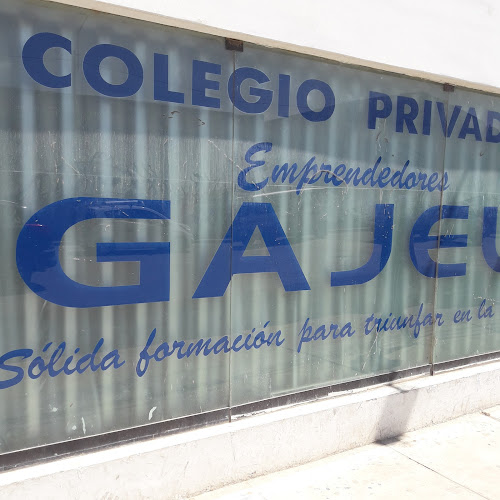 COLEGIO PRIVAD
Emprendedores
GAJEU
Sólida formación para triunfar en la